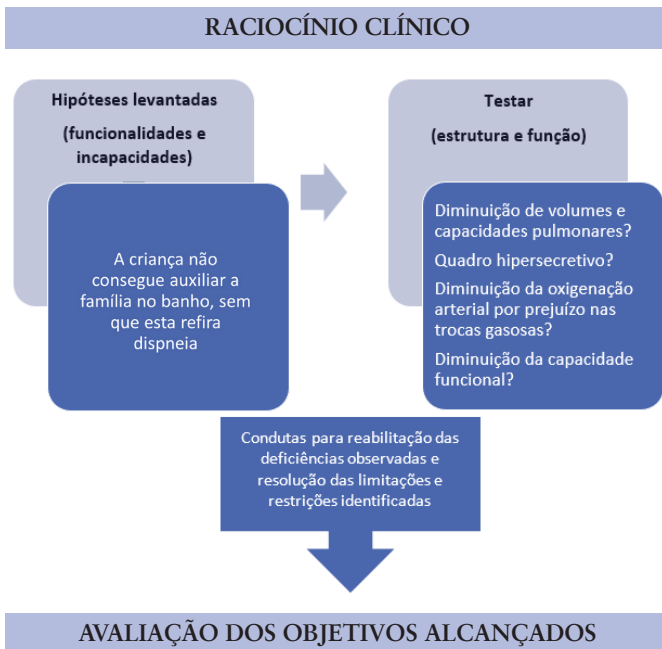 RACIOCÍNIO CLÍNICO
Hipóteses levantadas
(funcionalidades e
incapacidades)
A criança não
consegue auxiliar a
família no banho, sem
que esta refira
dispneia
Testar
(estrutura e função)
Diminuição de volumes e
capacidades pulmonares?
Quadro hipersecretivo?
Diminuição da oxigenação
arterial por prejuízo nas
trocas gasosas?
Diminuição da capacidade
funcional?
Condutas para reabilitação das
deficiências observadas e
resolução das limitações e
restrições identificadas
AVALIAÇÃO DOS OBJETIVOS ALCANÇADOS